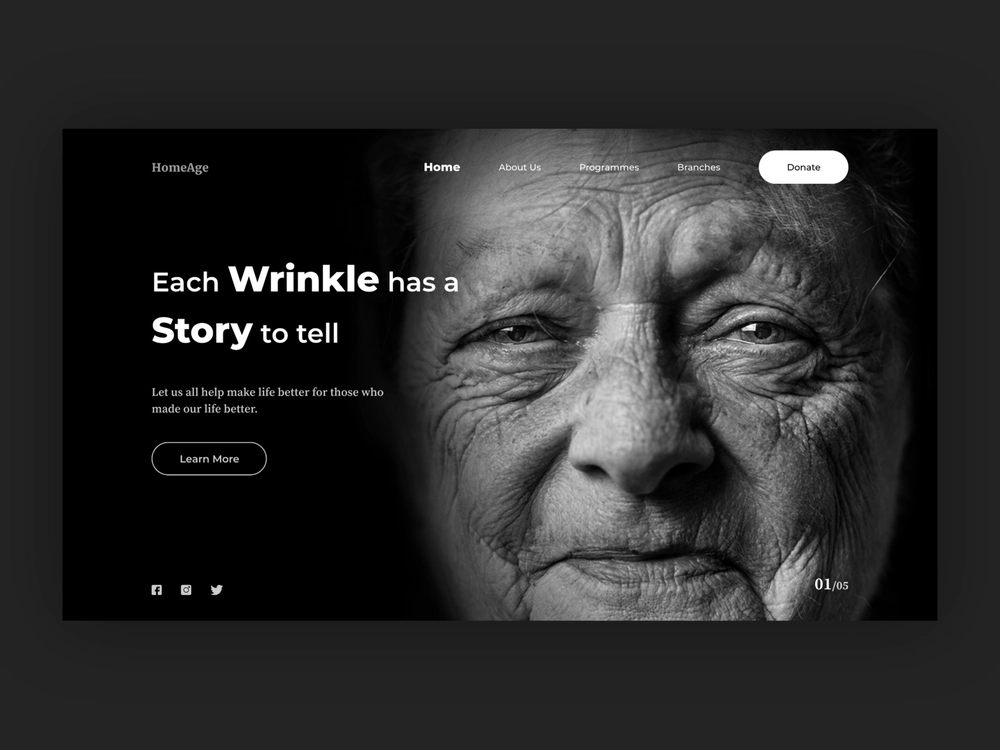 HomeAge
Home
About Us
Programmes
Branches
Donate
Each Wrinkle has a
Story to tell
Let us all help make life better for those who
made our life better.
Learn More
01/05